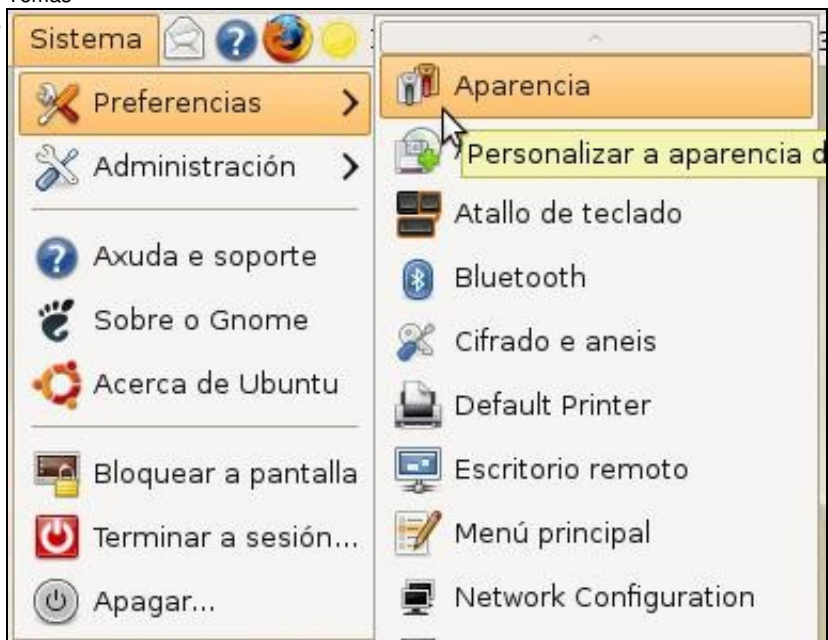 Temas
Sistema
Preferencias
Administración
Axuda e soporte
Sobre o Gnome
Acerca de Ubuntu
Bloquear a pantalla
Terminar a sesión...
Apagar...
Aparencia
Personalizar a aparencia d
Atallo de teclado
Bluetooth
Cifrado e aneis
Default Printer
Escritorio remoto
Menú principal
Network Configuration